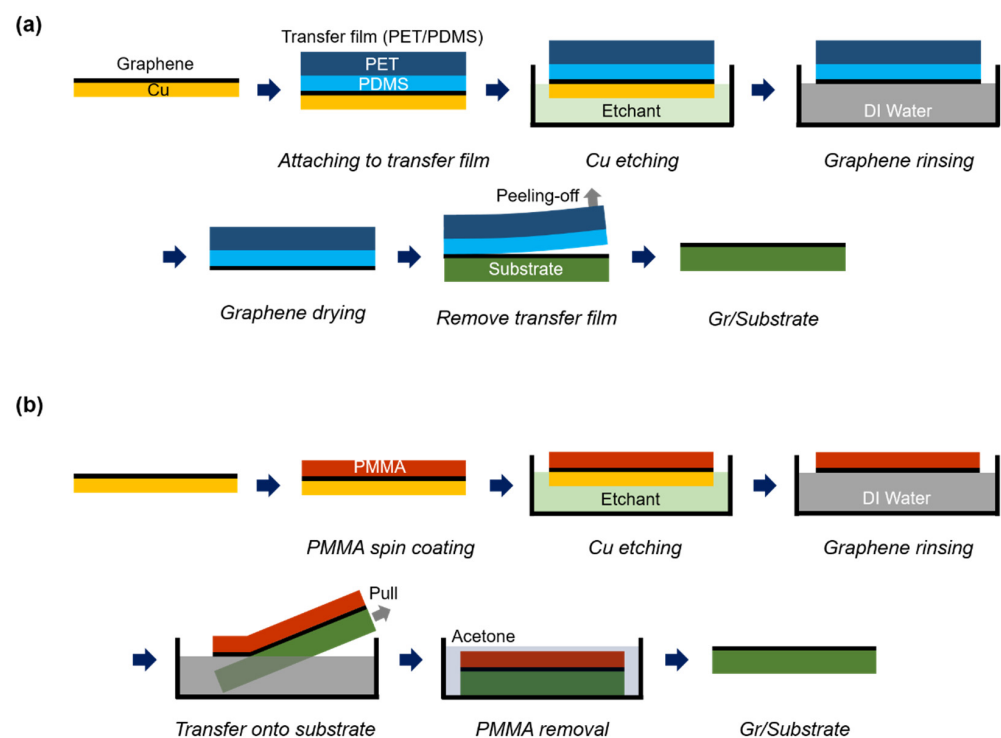 (a)
Transfer film (PET/PDMS)
Graphene
PET
Cu
PDMS
Etchant
DI Water
Attaching to transfer film
Cu etching
Graphene rinsing
Peeling-off
Substrate
Graphene drying
Remove transfer film
Gr/Substrate
(b)
PMMA
Etchant
DI Water
PMMA spin coating
Cu etching
Graphene rinsing
Pull
Acetone
Transfer onto substrate
PMMA removal
Gr/Substrate